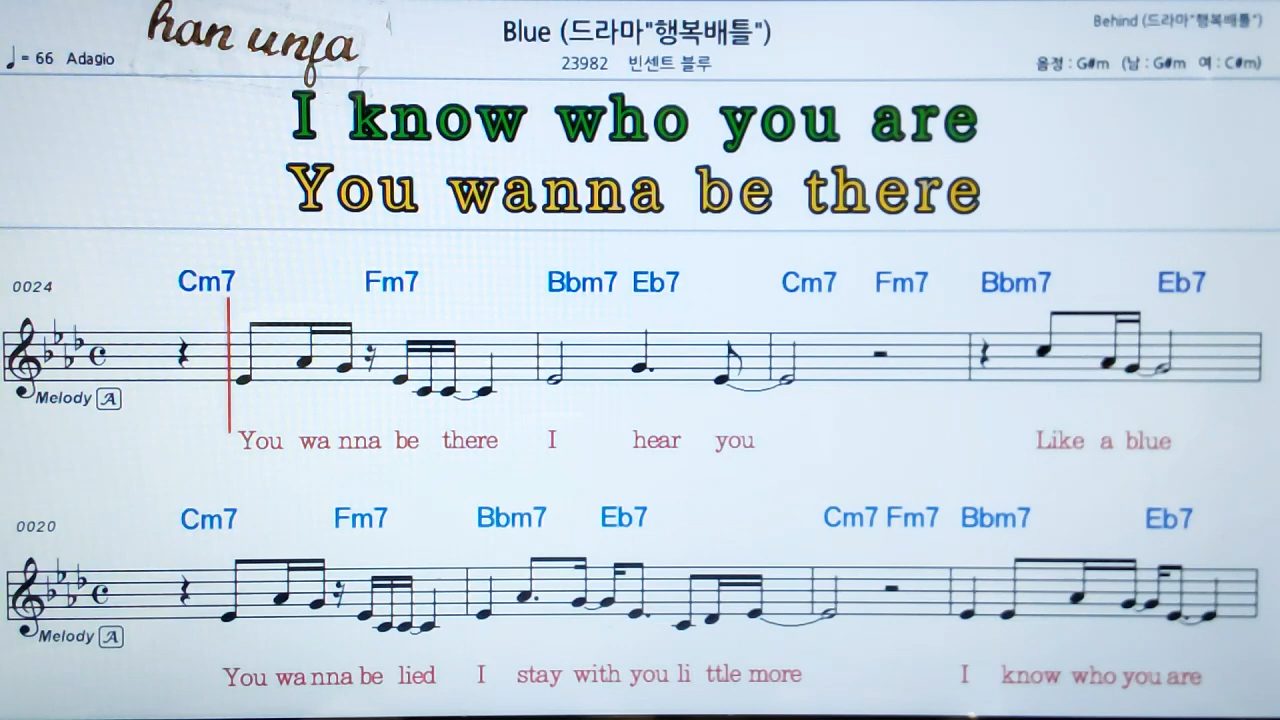 han unja
Blue (드라마"행복배틀")
Behind (드라마"행복배틀")
♩ = 66 Adagio
23982 빈센트 블루
음정 : G#m (남 : G#m 여 : C#m)
I know who you are
You wanna be there
Cm7 Fm7 Bbm7 Eb7 Cm7 Fm7 Bbm7 Eb7
0024
Melody A
You wa nna be there I hear you Like a blue
Cm7 Fm7 Bbm7 Eb7 Cm7 Fm7 Bbm7 Eb7
0020
Melody A
You wa nna be lied I stay with you li ttle more I know who you are